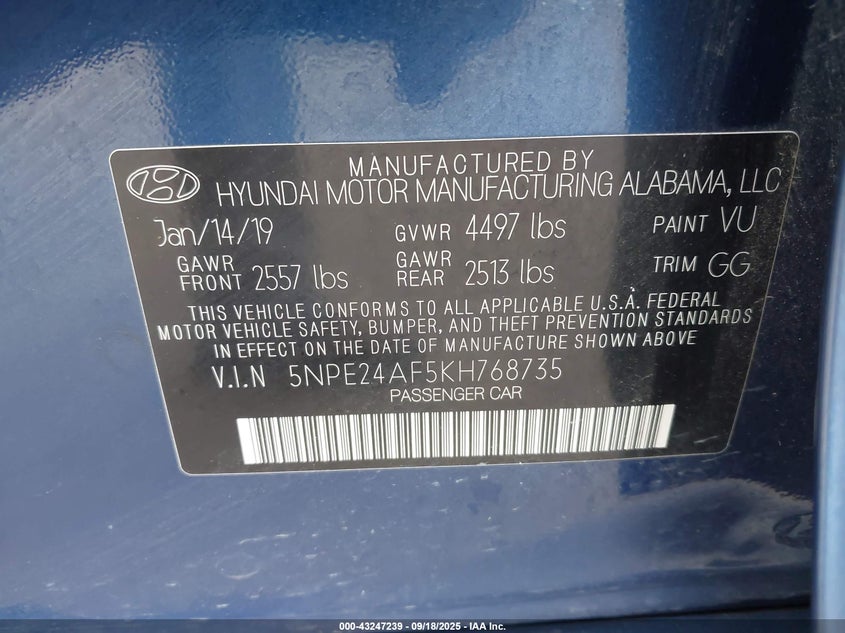 MANUFACTURED BY
HYUNDAI MOTOR MANUFACTURING ALABAMA, LLC
Jan/14/19 GVWR 4497 lbs PAINT VU
GAWR FRONT 2557 lbs GAWR REAR 2513 lbs TRIM GG
THIS VEHICLE CONFORMS TO ALL APPLICABLE U.S.A. FEDERAL
MOTOR VEHICLE SAFETY, BUMPER, AND THEFT PREVENTION STANDARDS
IN EFFECT ON THE DATE OF MANUFACTURE SHOWN ABOVE
V.I.N 5NPE24AF5KH768735
PASSENGER CAR
000-43247239 - 09/18/2025 - IAA Inc.